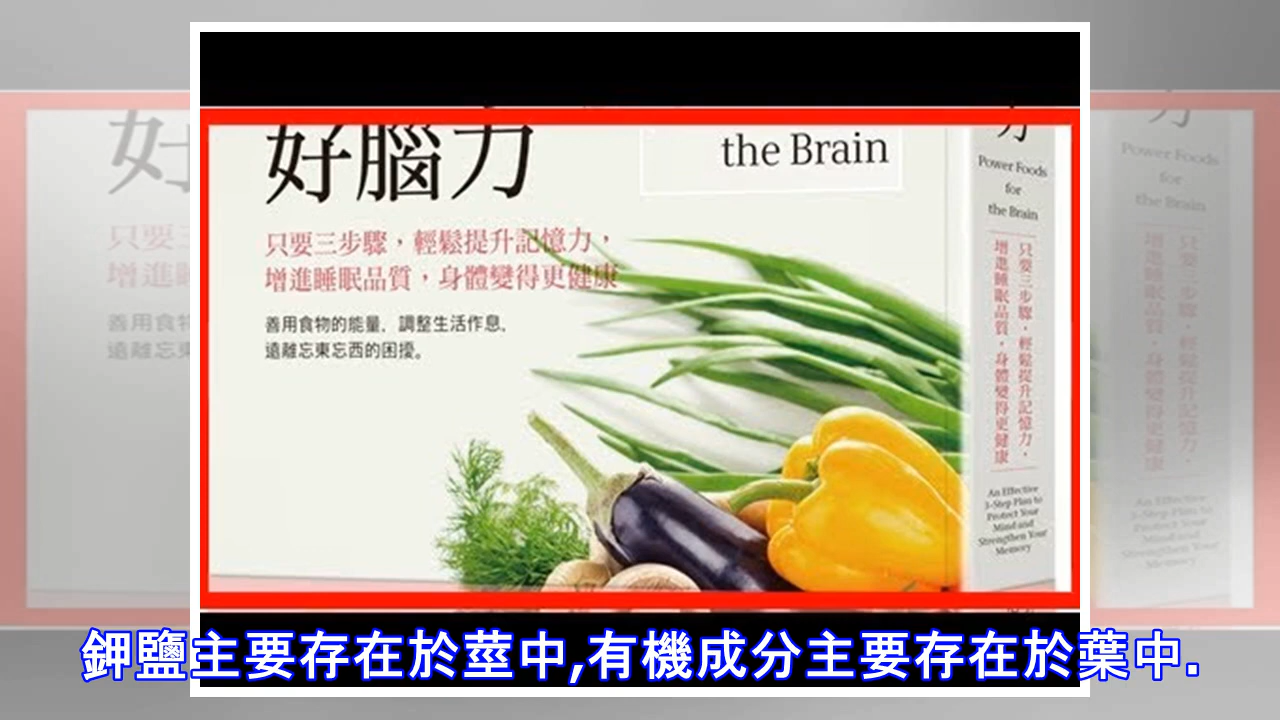 好腦力
the Brain
只要三步驟，輕鬆提升記憶力，
增進睡眠品質，身體變得更健康
善用食物的能量，調整生活作息，
遠離忘東忘西的困擾。
力
Power Foods
for
the Brain
只要三步驟，輕鬆提升記憶力，
增進睡眠品質，身體變得更健康
An Effective
3-Step Plan to
Protect Your
Mind and
Strengthen Your
Memory
鉀鹽主要存在於莖中,有機成分主要存在於葉中.